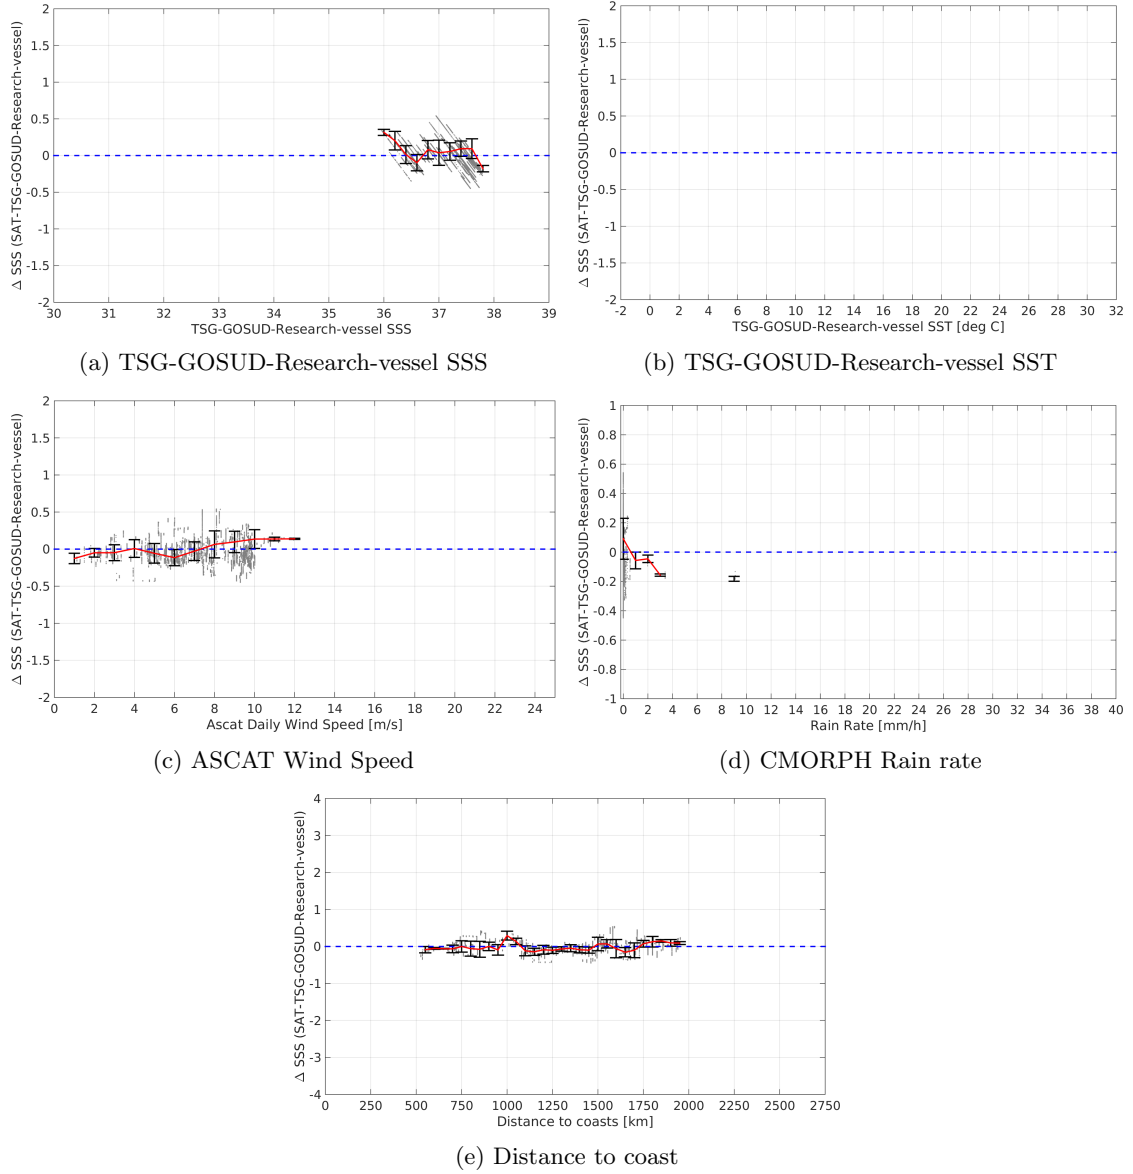 2
1.5
1
0.5
0
-0.5
-1
-1.5
-2
Δ SSS (SAT-TSG-GOSUD-Research-vessel)
30 31 32 33 34 35 36 37 38 39
TSG-GOSUD-Research-vessel SSS
(a) TSG-GOSUD-Research-vessel SSS
2
1.5
1
0.5
0
-0.5
-1
-1.5
-2
Δ SSS (SAT-TSG-GOSUD-Research-vessel)
-2 0 2 4 6 8 10 12 14 16 18 20 22 24 26 28 30 32
TSG-GOSUD-Research-vessel SST [deg C]
(b) TSG-GOSUD-Research-vessel SST
2
1.5
1
0.5
0
-0.5
-1
-1.5
-2
Δ SSS (SAT-TSG-GOSUD-Research-vessel)
0 2 4 6 8 10 12 14 16 18 20 22 24
Ascat Daily Wind Speed [m/s]
(c) ASCAT Wind Speed
1
0.8
0.6
0.4
0.2
0
-0.2
-0.4
-0.6
-0.8
-1
Δ SSS (SAT-TSG-GOSUD-Research-vessel)
0 2 4 6 8 10 12 14 16 18 20 22 24 26 28 30 32 34 36 38 40
Rain Rate [mm/h]
(d) CMORPH Rain rate
4
3
2
1
0
-1
-2
-3
-4
Δ SSS (SAT-TSG-GOSUD-Research-vessel)
0 250 500 750 1000 1250 1500 1750 2000 2250 2500 2750
Distance to coasts [km]
(e) Distance to coast